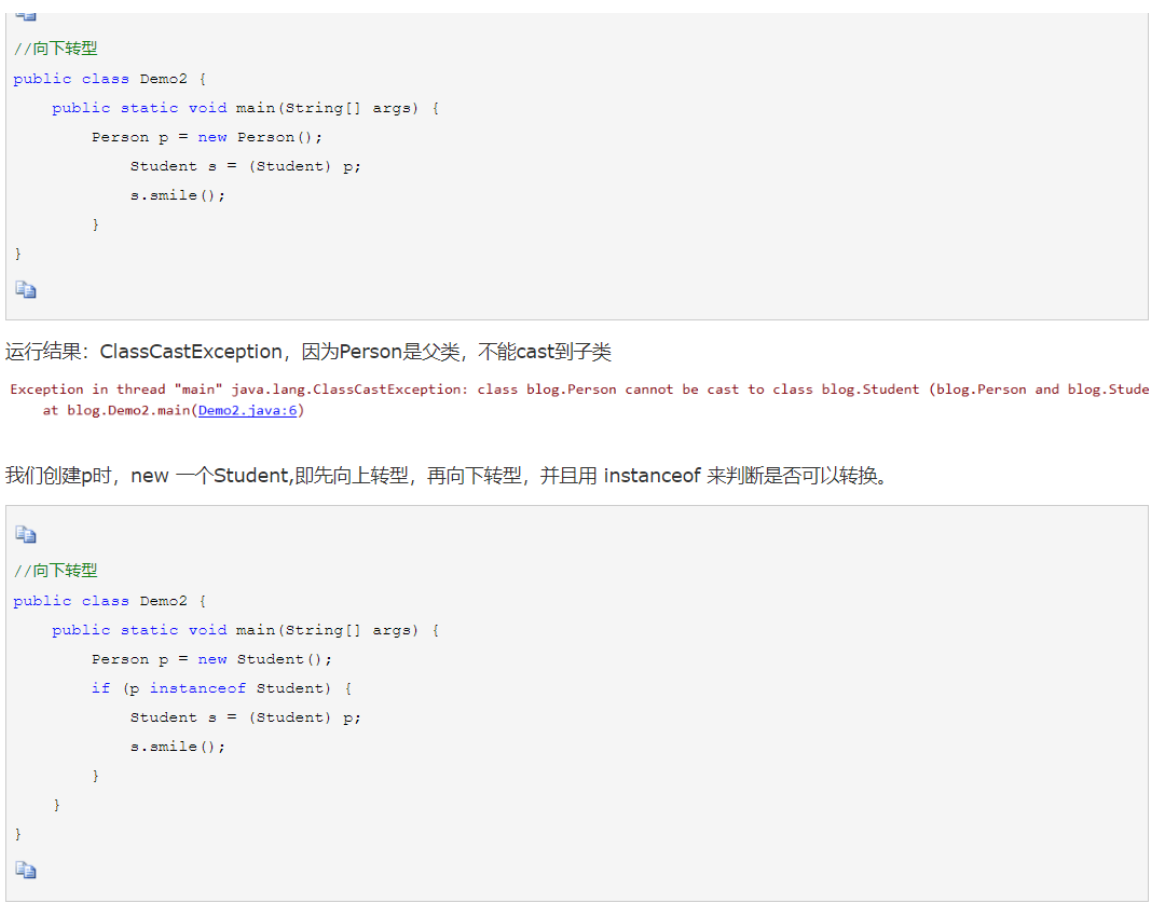 //向下转型
public class Demo2 {
    public static void main(String[] args) {
        Person p = new Person();
            Student s = (Student) p;
            s.smile();
        }
}
运行结果：ClassCastException，因为Person是父类，不能cast到子类
Exception in thread "main" java.lang.ClassCastException: class blog.Person cannot be cast to class blog.Student (blog.Person and blog.Stude
    at blog.Demo2.main(Demo2.java:6)
我们创建p时，new 一个Student,即先向上转型，再向下转型，并且用 instanceof 来判断是否可以转换。
//向下转型
public class Demo2 {
    public static void main(String[] args) {
        Person p = new Student();
        if (p instanceof Student) {
            Student s = (Student) p;
            s.smile();
        }
    }
}